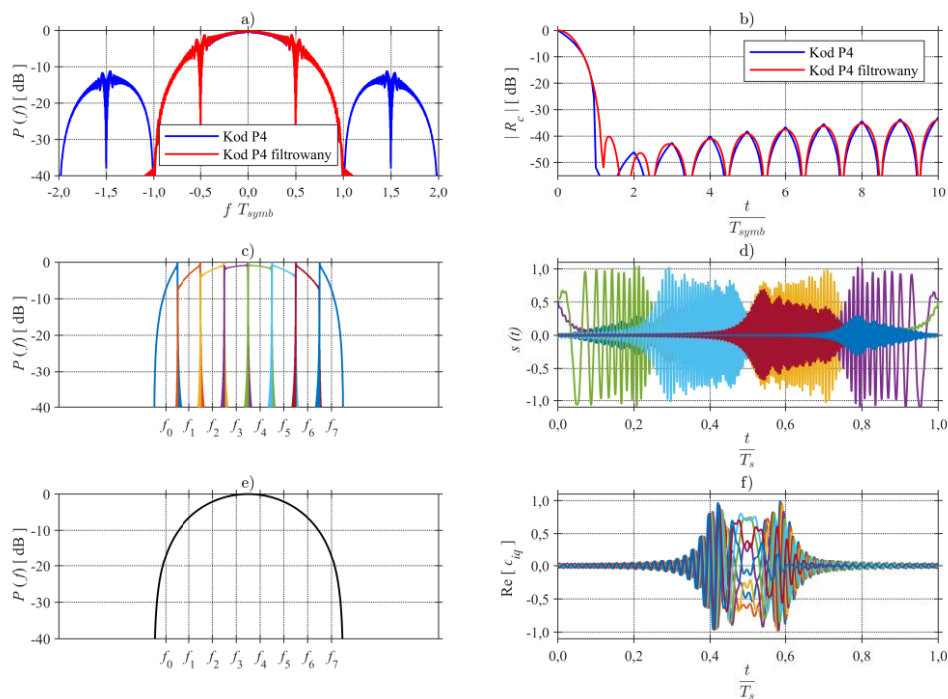 a)
P (f) [ dB ]
0
-10
-20
-30
-40
Kod P4
Kod P4 filtrowany
-2,0 -1,5 -1,0 -0,5 0,0 0,5 1,0 1,5 2,0
f T_symb
b)
| R_c | [ dB ]
0
-10
-20
-30
-40
-50
Kod P4
Kod P4 filtrowany
0 2 4 6 8 10
t
T_symb
c)
P (f) [ dB ]
0
-10
-20
-30
-40
f_0 f_1 f_2 f_3 f_4 f_5 f_6 f_7
d)
s (t)
1,0
0,5
0,0
-0,5
-1,0
0,0 0,2 0,4 0,6 0,8 1,0
t
T_s
e)
P (f) [ dB ]
0
-10
-20
-30
-40
f_0 f_1 f_2 f_3 f_4 f_5 f_6 f_7
f)
Re [ c_iq ]
1,0
0,5
0,0
-0,5
-1,0
0,0 0,2 0,4 0,6 0,8 1,0
t
T_s